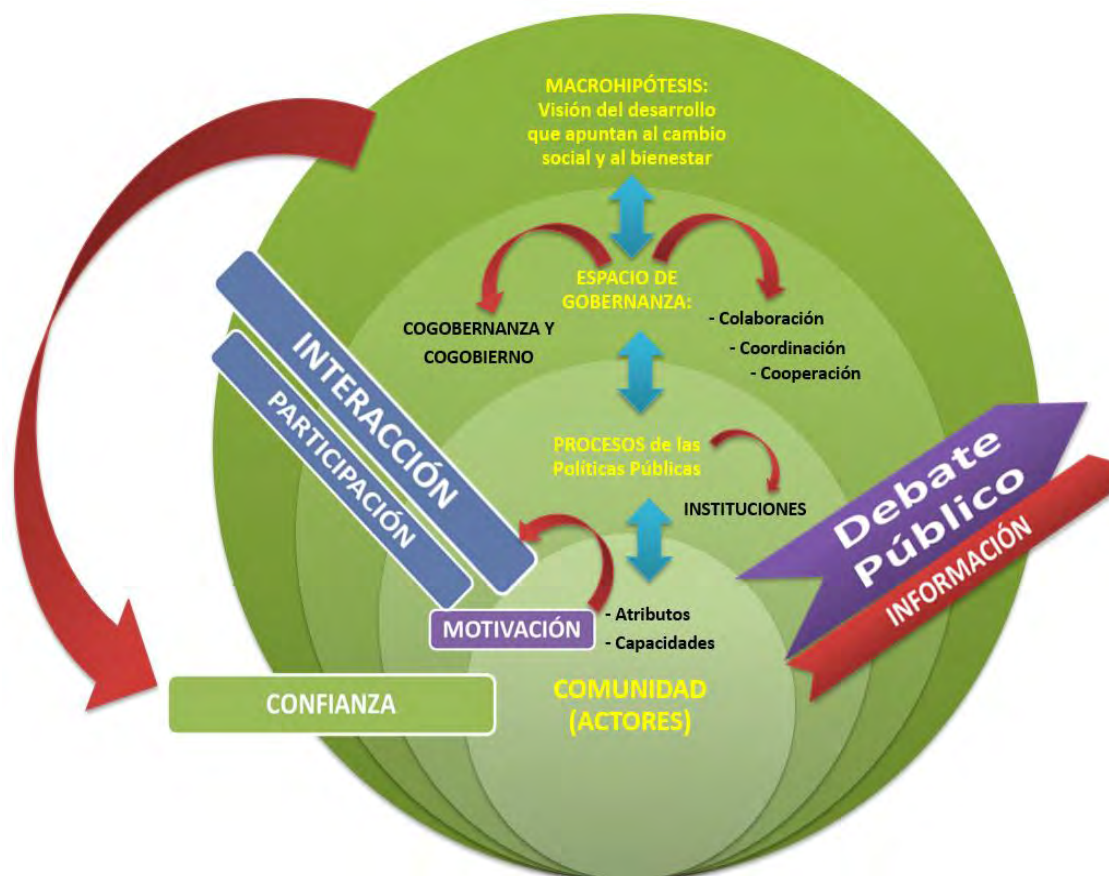 MACROHIPÓTESIS:
Visión del desarrollo
que apuntan al cambio
social y al bienestar
ESPACIO DE
GOBERNANZA:
COGOBERNANZA Y
COGOBIERNO
- Colaboración
- Coordinación
- Cooperación
INTERACCIÓN
PARTICIPACIÓN
PROCESOS de las
Políticas Públicas
INSTITUCIONES
Debate
Público
INFORMACIÓN
MOTIVACIÓN
- Atributos
- Capacidades
CONFIANZA
COMUNIDAD
(ACTORES)